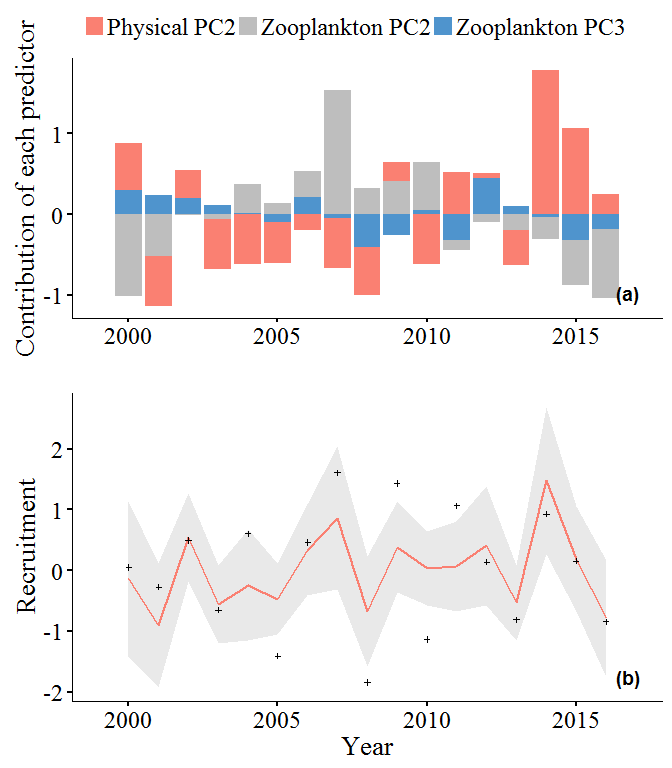 Physical PC2 Zooplankton PC2 Zooplankton PC3
Contribution of each predictor
1
0
-1
2000 2005 2010 2015
(a)
Recruitment
2
1
0
-1
-2
2000 2005 2010 2015
(b)
Year